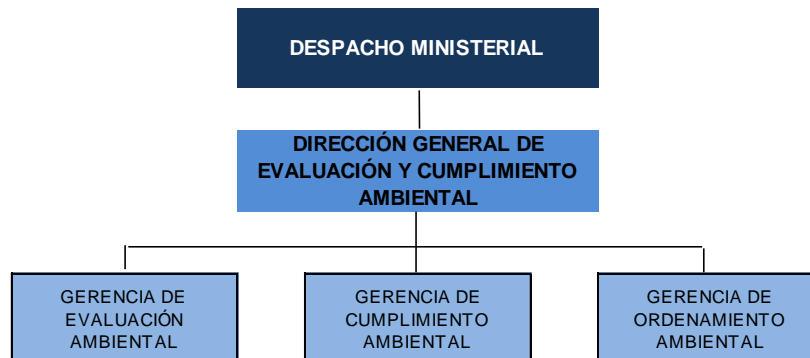 DESPACHO MINISTERIAL
DIRECCIÓN GENERAL DE
EVALUACIÓN Y CUMPLIMIENTO
AMBIENTAL
GERENCIA DE
EVALUACIÓN
AMBIENTAL
GERENCIA DE
CUMPLIMIENTO
AMBIENTAL
GERENCIA DE
ORDENAMIENTO
AMBIENTAL